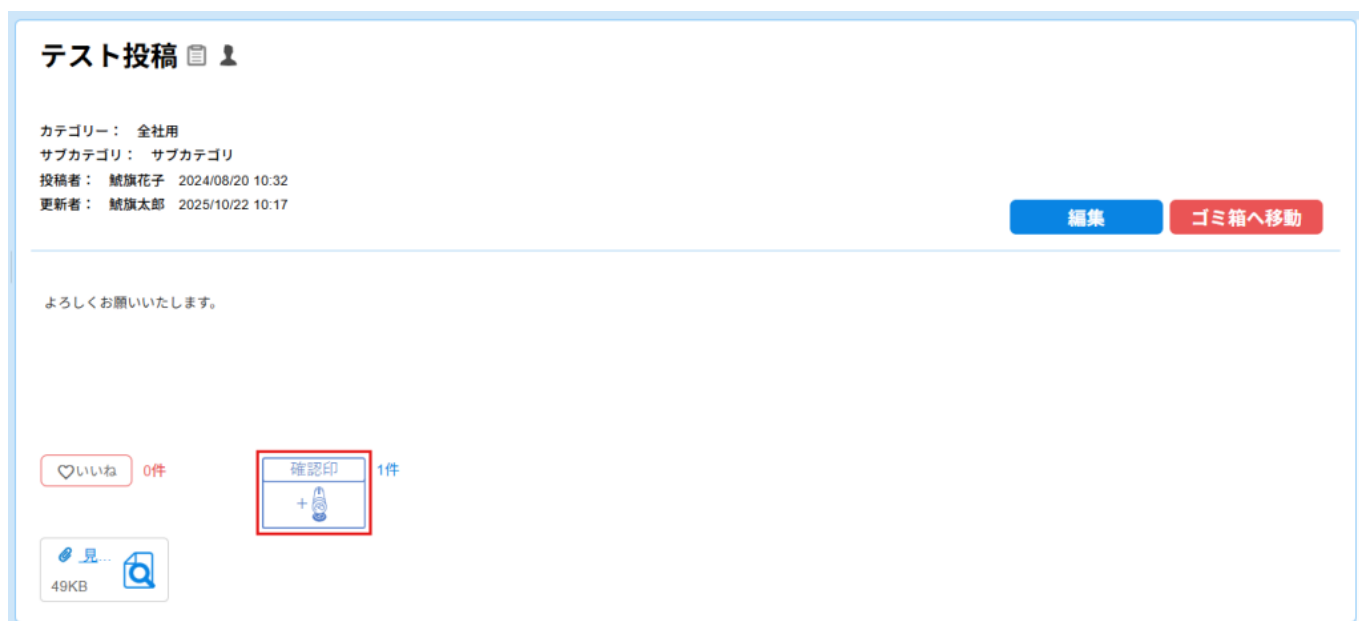 テスト投稿
カテゴリー： 全社用
サブカテゴリ： サブカテゴリ
投稿者： 鯱旗花子 2024/08/20 10:32
更新者： 鯱旗太郎 2025/10/22 10:17
編集 ゴミ箱へ移動
よろしくお願いいたします。
いいね 0件 確認印 1件
+
見...
49KB